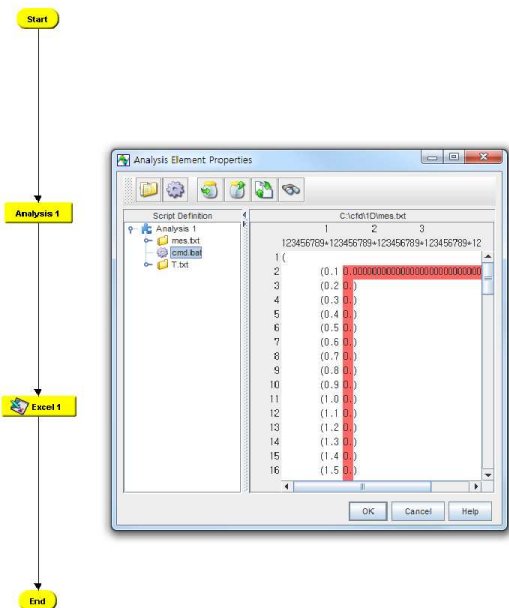 Start
Analysis 1
Excel 1
End
Analysis Element Properties
Script Definition
Analysis 1
mes.txt
cmd.bat
T.txt
C:\cfd\1D\mes.txt
1 2 3
123456789+123456789+123456789+123456789+12
1 (
2 (0.1 0.00000000000000000000000000000
3 (0.2 0.)
4 (0.3 0.)
5 (0.4 0.)
6 (0.5 0.)
7 (0.6 0.)
8 (0.7 0.)
9 (0.8 0.)
10 (0.9 0.)
11 (1.0 0.)
12 (1.1 0.)
13 (1.2 0.)
14 (1.3 0.)
15 (1.4 0.)
16 (1.5 0.)
OK Cancel Help